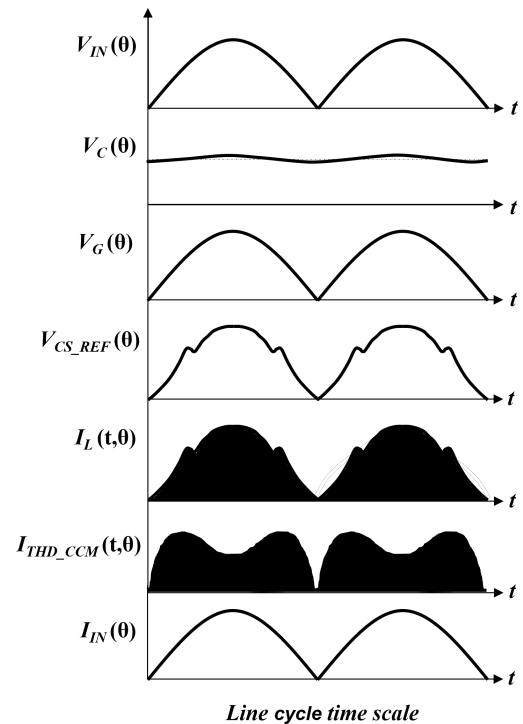 V_IN(θ)
t
V_C(θ)
t
V_G(θ)
t
V_CS_REF(θ)
t
I_L(t,θ)
t
I_THD_CCM(t,θ)
t
I_IN(θ)
t
Line cycle time scale